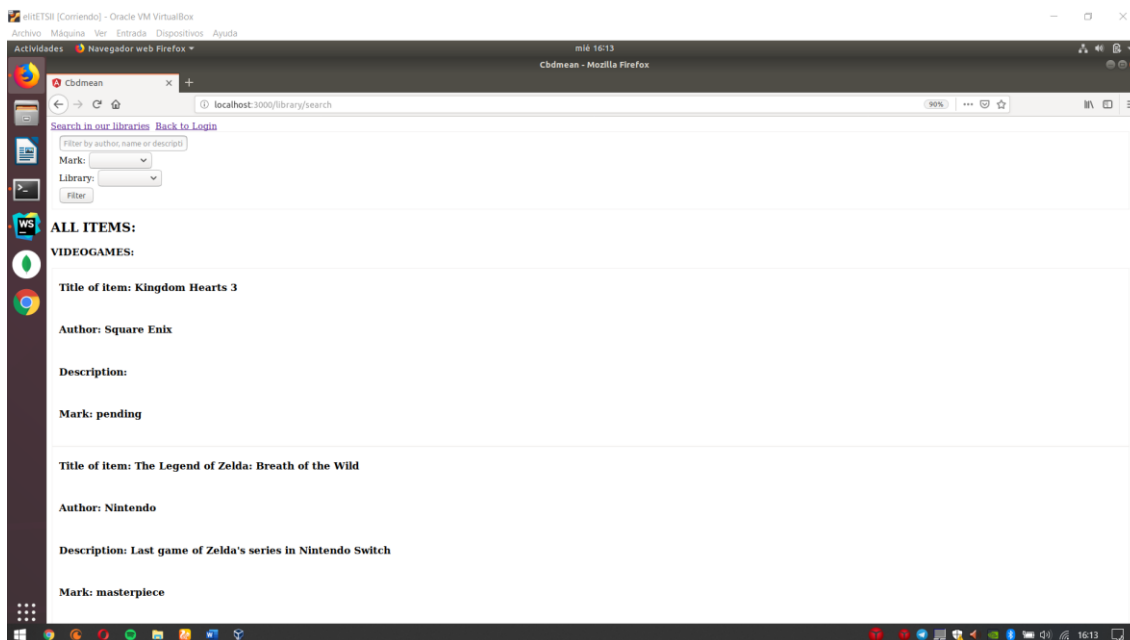 elitETSII [Corriendo] - Oracle VM VirtualBox
Archivo Máquina Ver Entrada Dispositivos Ayuda
Actividades Navegador web Firefox mié 16:13
Cbdmean - Mozilla Firefox
Cbdmean
localhost:3000/library/search 90%
Search in our libraries Back to Login
Filter by author, name or descripti
Mark:
Library:
Filter
ALL ITEMS:
VIDEOGAMES:
Title of item: Kingdom Hearts 3
Author: Square Enix
Description:
Mark: pending
Title of item: The Legend of Zelda: Breath of the Wild
Author: Nintendo
Description: Last game of Zelda's series in Nintendo Switch
Mark: masterpiece
WS
16:13